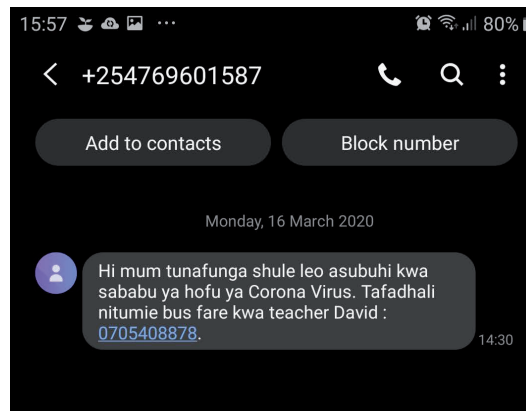 15:57 80%
+254769601587
Add to contacts Block number
Monday, 16 March 2020
Hi mum tunafunga shule leo asubuhi kwa
sababu ya hofu ya Corona Virus. Tafadhali
nitumie bus fare kwa teacher David :
0705408878.
14:30